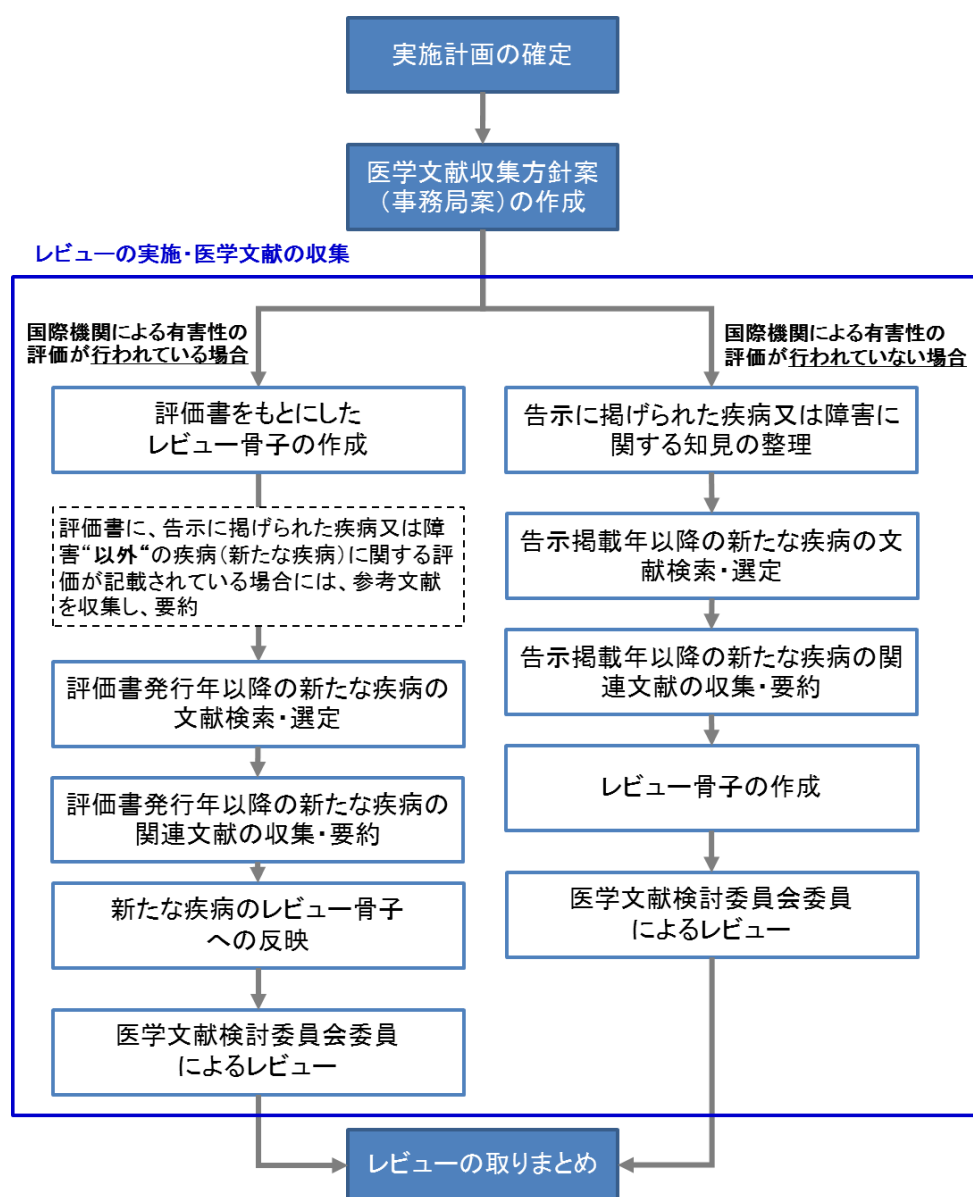 実施計画の確定
医学文献収集方針案
（事務局案）の作成
レビューの実施・医学文献の収集
国際機関による有害性の
評価が行われている場合
評価書をもとにした
レビュー骨子の作成
評価書に、告示に掲げられた疾病又は障
害“以外“の疾病（新たな疾病）に関する評
価が記載されている場合には、参考文献
を収集し、要約
評価書発行年以降の新たな疾病の
文献検索・選定
評価書発行年以降の新たな疾病の
関連文献の収集・要約
新たな疾病のレビュー骨子
への反映
医学文献検討委員会委員
によるレビュー
国際機関による有害性の
評価が行われていない場合
告示に掲げられた疾病又は障害に
関する知見の整理
告示掲載年以降の新たな疾病の文
献検索・選定
告示掲載年以降の新たな疾病の関
連文献の収集・要約
レビュー骨子の作成
医学文献検討委員会委員
によるレビュー
レビューの取りまとめ